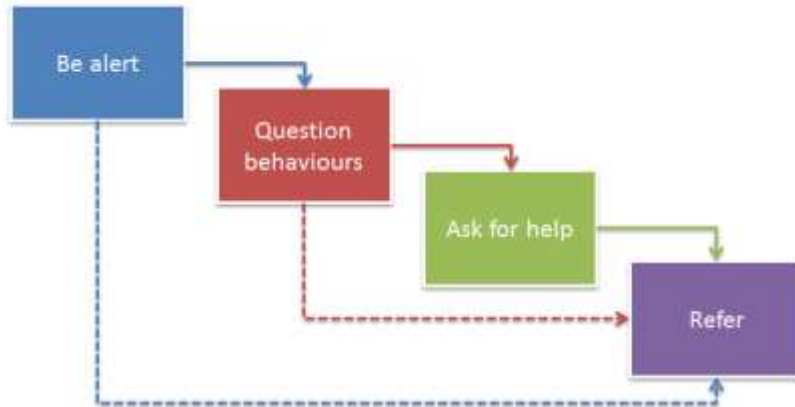 Be alert
Question
behaviours
Ask for help
Refer